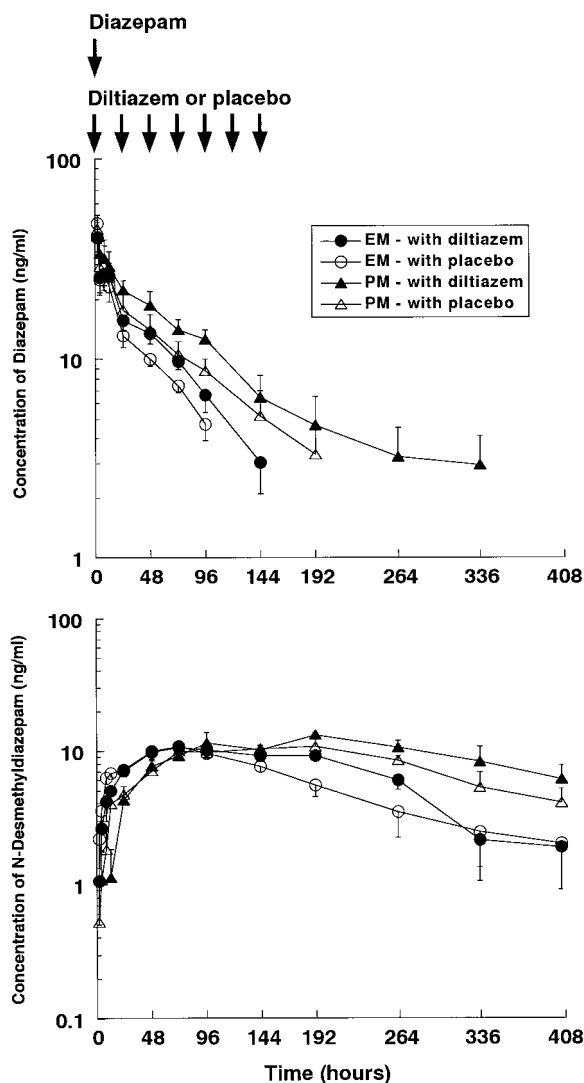 Diazepam
Diltiazem or placebo
100
10
1
Concentration of Diazepam (ng/ml)
EM - with diltiazem
EM - with placebo
PM - with diltiazem
PM - with placebo
0 48 96 144 192 264 336 408
100
10
1
0.1
Concentration of N-Desmethyldiazepam (ng/ml)
0 48 96 144 192 264 336 408
Time (hours)